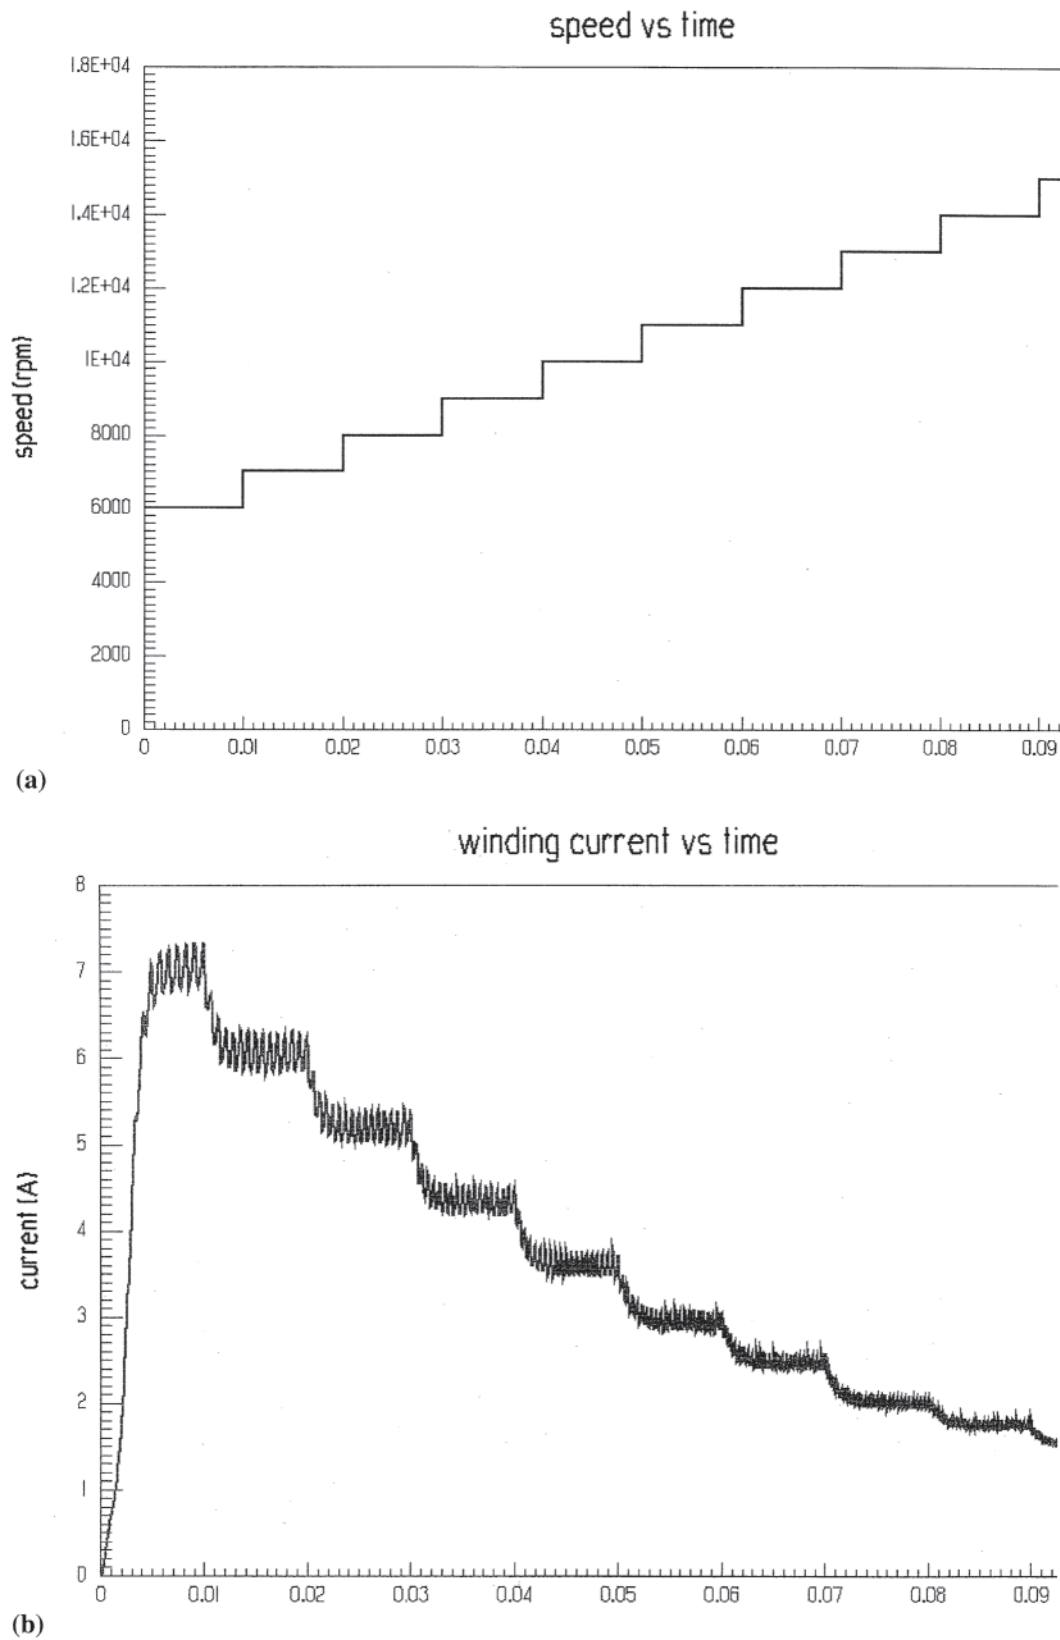 speed vs time
1.8E+04
1.6E+04
1.4E+04
1.2E+04
1E+04
8000
6000
4000
2000
0
speed (rpm)
0 0.01 0.02 0.03 0.04 0.05 0.06 0.07 0.08 0.09
(a)
winding current vs time
8
7
6
5
4
3
2
1
0
current (A)
0 0.01 0.02 0.03 0.04 0.05 0.06 0.07 0.08 0.09
(b)